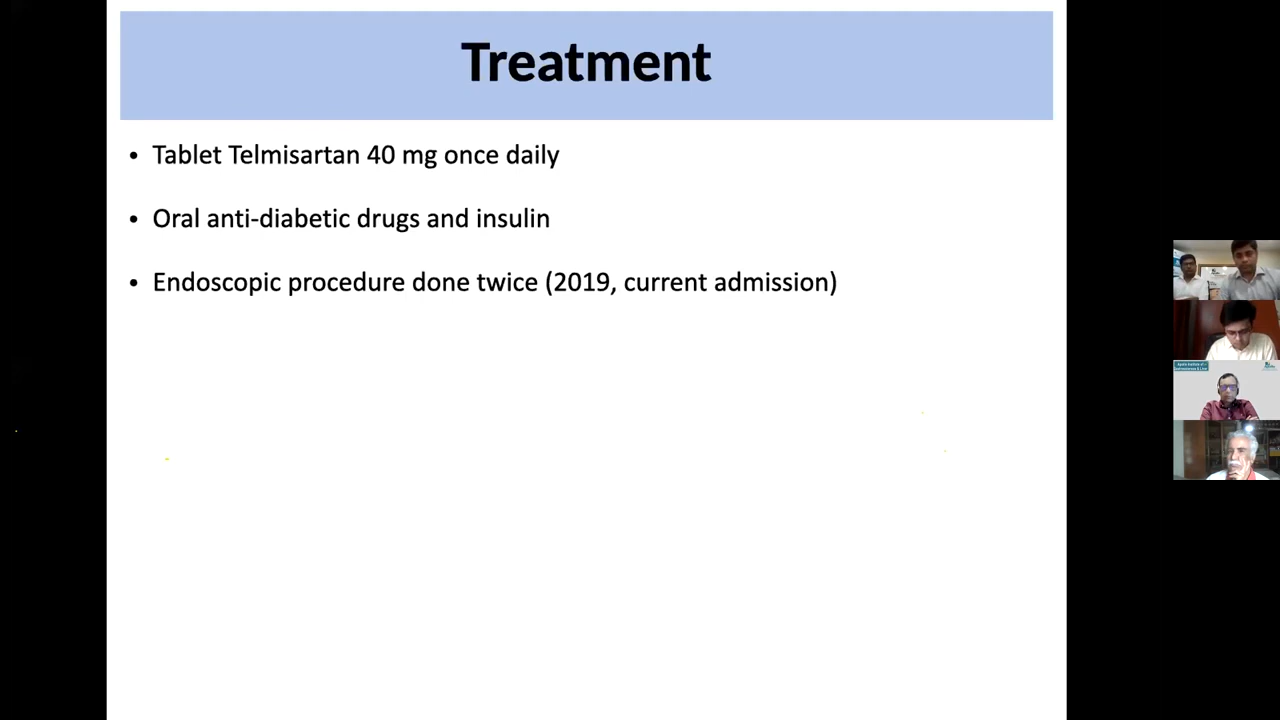 Treatment
• Tablet Telmisartan 40 mg once daily
• Oral anti-diabetic drugs and insulin
• Endoscopic procedure done twice (2019, current admission)